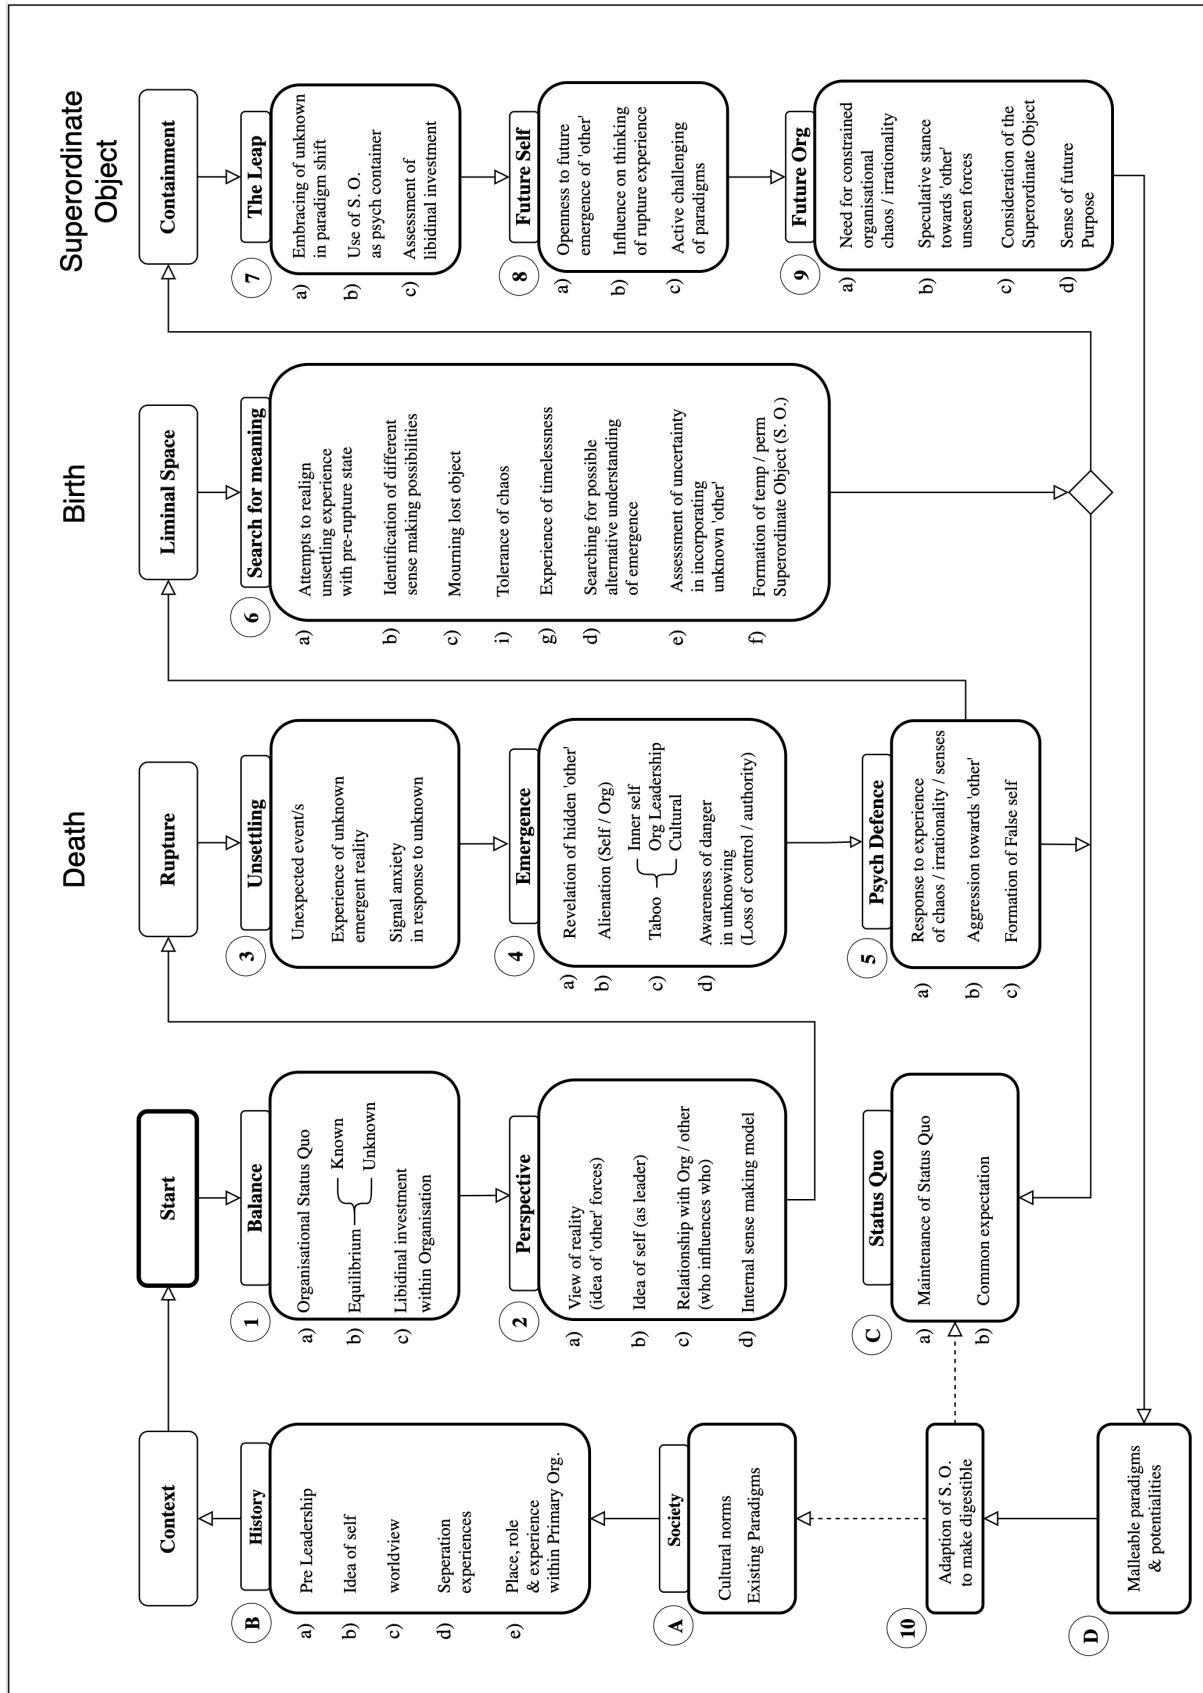 Death
Birth
Superordinate
Object
Context
History
B
a) Pre Leadership
b) Idea of self
c) worldview
d) Seperation
experiences
e) Place, role
& experience
within Primary Org.
Society
A
Cultural norms
Existing Paradigms
10
Adaption of S. O.
to make digestible
D
Malleable paradigms
& potentialities
Start
Balance
1
a) Organisational Status Quo
b) Equilibrium
Known
Unknown
c) Libidinal investment
within Organisation
Perspective
2
a) View of reality
(idea of 'other' forces)
b) Idea of self (as leader)
c) Relationship with Org / other
(who influences who)
d) Internal sense making model
Status Quo
C
a) Maintenance of Status Quo
b) Common expectation
Rupture
Unsettling
3
Unexpected event/s
Experience of unknown
emergent reality
Signal anxiety
in response to unknown
Emergence
4
a) Revelation of hidden 'other'
b) Alienation (Self / Org)
c) Taboo
Inner self
Org Leadership
Cultural
d) Awareness of danger
in unknowing
(Loss of control / authority)
Psych Defence
5
a) Response to experience
of chaos / irrationality / senses
b) Aggression towards 'other'
c) Formation of False self
Liminal Space
Search for meaning
6
a) Attempts to realign
unsettling experience
with pre-rupture state
b) Identification of different
sense making possibilities
c) Mourning lost object
i) Tolerance of chaos
g) Experience of timelessness
d) Searching for possible
alternative understanding
of emergence
e) Assessment of uncertainty
in incorporating
unknown 'other'
f) Formation of temp / perm
Superordinate Object (S. O.)
Containment
The Leap
7
a) Embracing of unknown
in paradigm shift
b) Use of S. O.
as psych container
c) Assessment of
libidinal investment
Future Self
8
a) Openness to future
emergence of 'other'
b) Influence on thinking
of rupture experience
c) Active challenging
of paradigms
Future Org
9
a) Need for constrained
organisational
chaos / irrationality
b) Speculative stance
towards 'other'
unseen forces
c) Consideration of the
Superordinate Object
d) Sense of future
Purpose